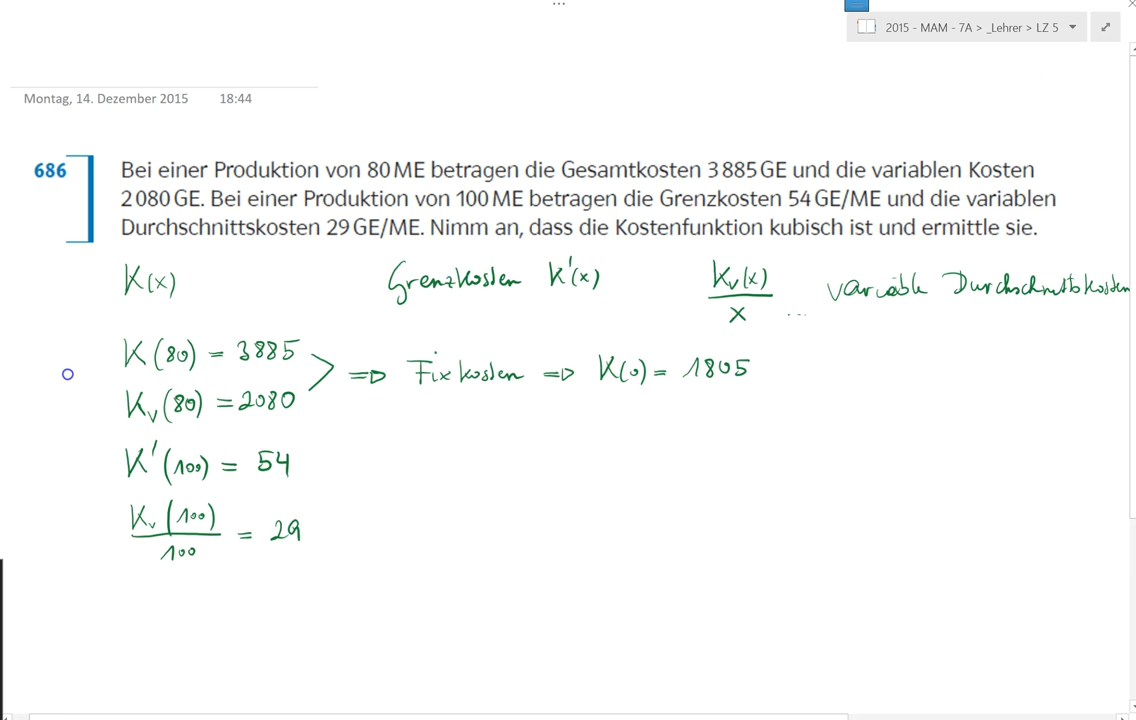 ...
2015 - MAM - 7A > _Lehrer > LZ 5
Montag, 14. Dezember 2015 18:44
686 Bei einer Produktion von 80 ME betragen die Gesamtkosten 3 885 GE und die variablen Kosten
2 080 GE. Bei einer Produktion von 100 ME betragen die Grenzkosten 54 GE/ME und die variablen
Durchschnittskosten 29 GE/ME. Nimm an, dass die Kostenfunktion kubisch ist und ermittle sie.
K(x) Grenzkosten K'(x) Kv(x)/x ... variable Durchschnittskosten
K(80) = 3885
Kv(80) = 2080
=> Fixkosten => K(0) = 1805
K'(100) = 54
Kv(100)/100 = 29